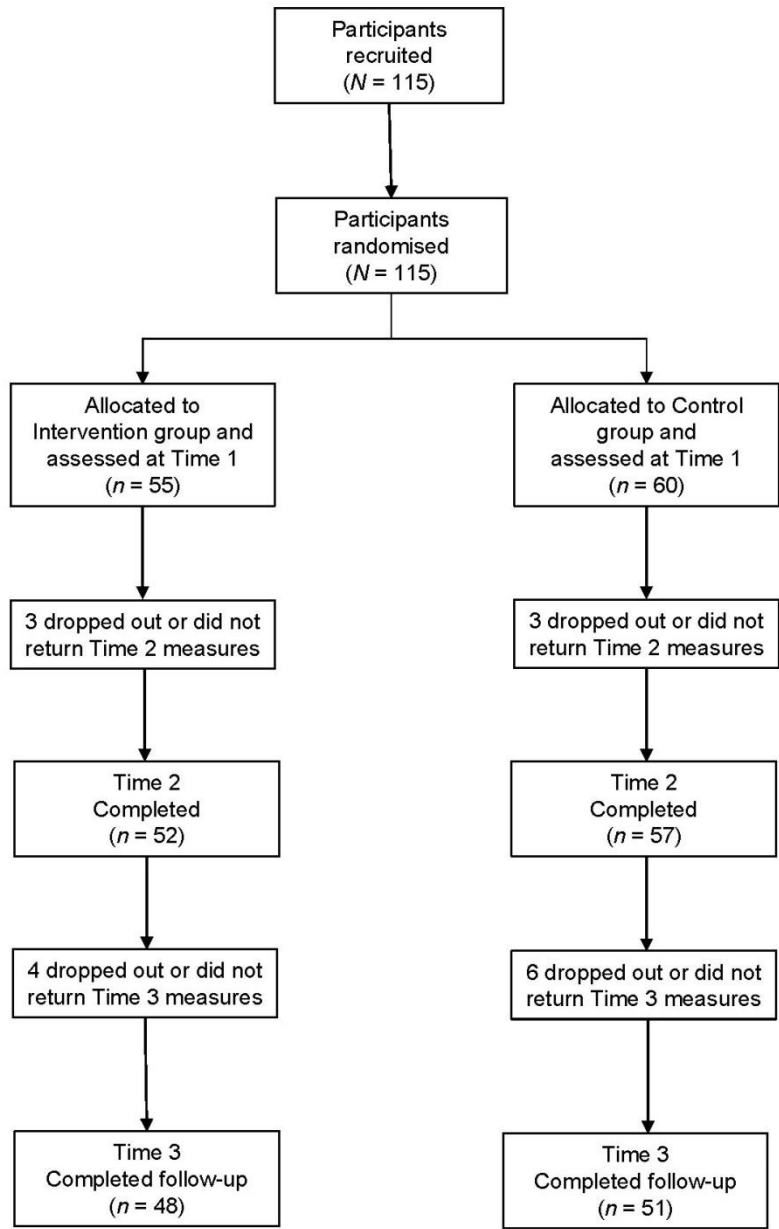 Participants
recruited
(N = 115)
Participants
randomised
(N = 115)
Allocated to
Intervention group and
assessed at Time 1
(n = 55)
Allocated to Control
group and
assessed at Time 1
(n = 60)
3 dropped out or did not
return Time 2 measures
3 dropped out or did not
return Time 2 measures
Time 2
Completed
(n = 52)
Time 2
Completed
(n = 57)
4 dropped out or did not
return Time 3 measures
6 dropped out or did not
return Time 3 measures
Time 3
Completed follow-up
(n = 48)
Time 3
Completed follow-up
(n = 51)